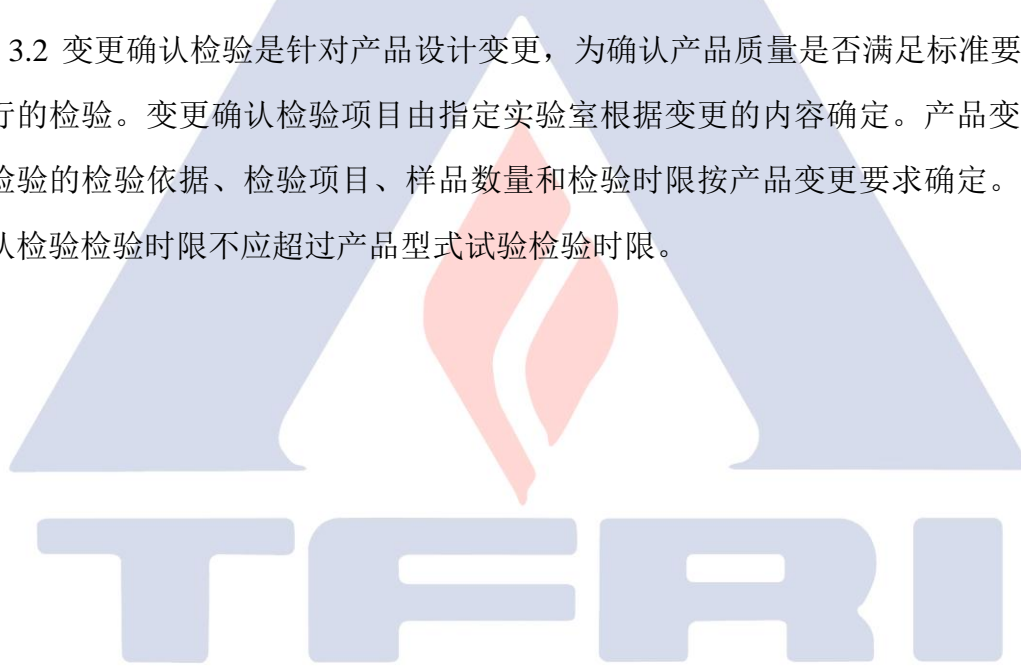 3.2 变更确认检验是针对产品设计变更，为确认产品质量是否满足标准要
行的检验。变更确认检验项目由指定实验室根据变更的内容确定。产品变
检验的检验依据、检验项目、样品数量和检验时限按产品变更要求确定。
认检验检验时限不应超过产品型式试验检验时限。
TFRI